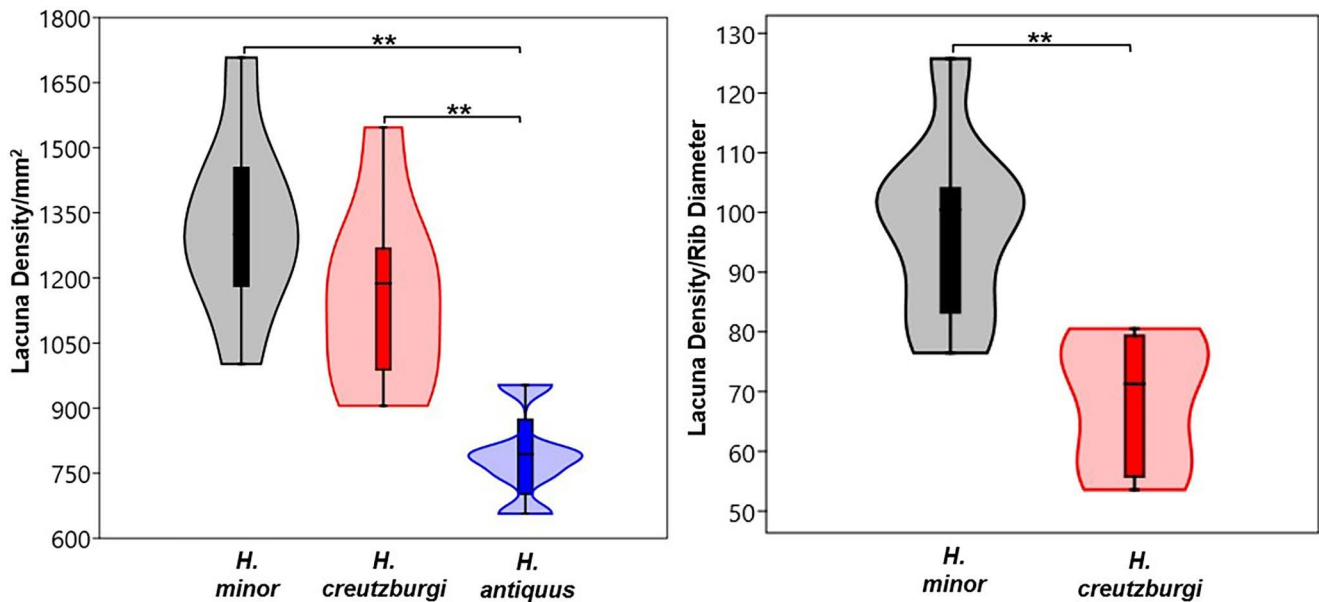 1800
1650
1500
1350
1200
1050
900
750
600
Lacuna Density/mm²
**
**
H.
minor
H.
creutzburgi
H.
antiquus
130
120
110
100
90
80
70
60
50
Lacuna Density/Rib Diameter
**
H.
minor
H.
creutzburgi